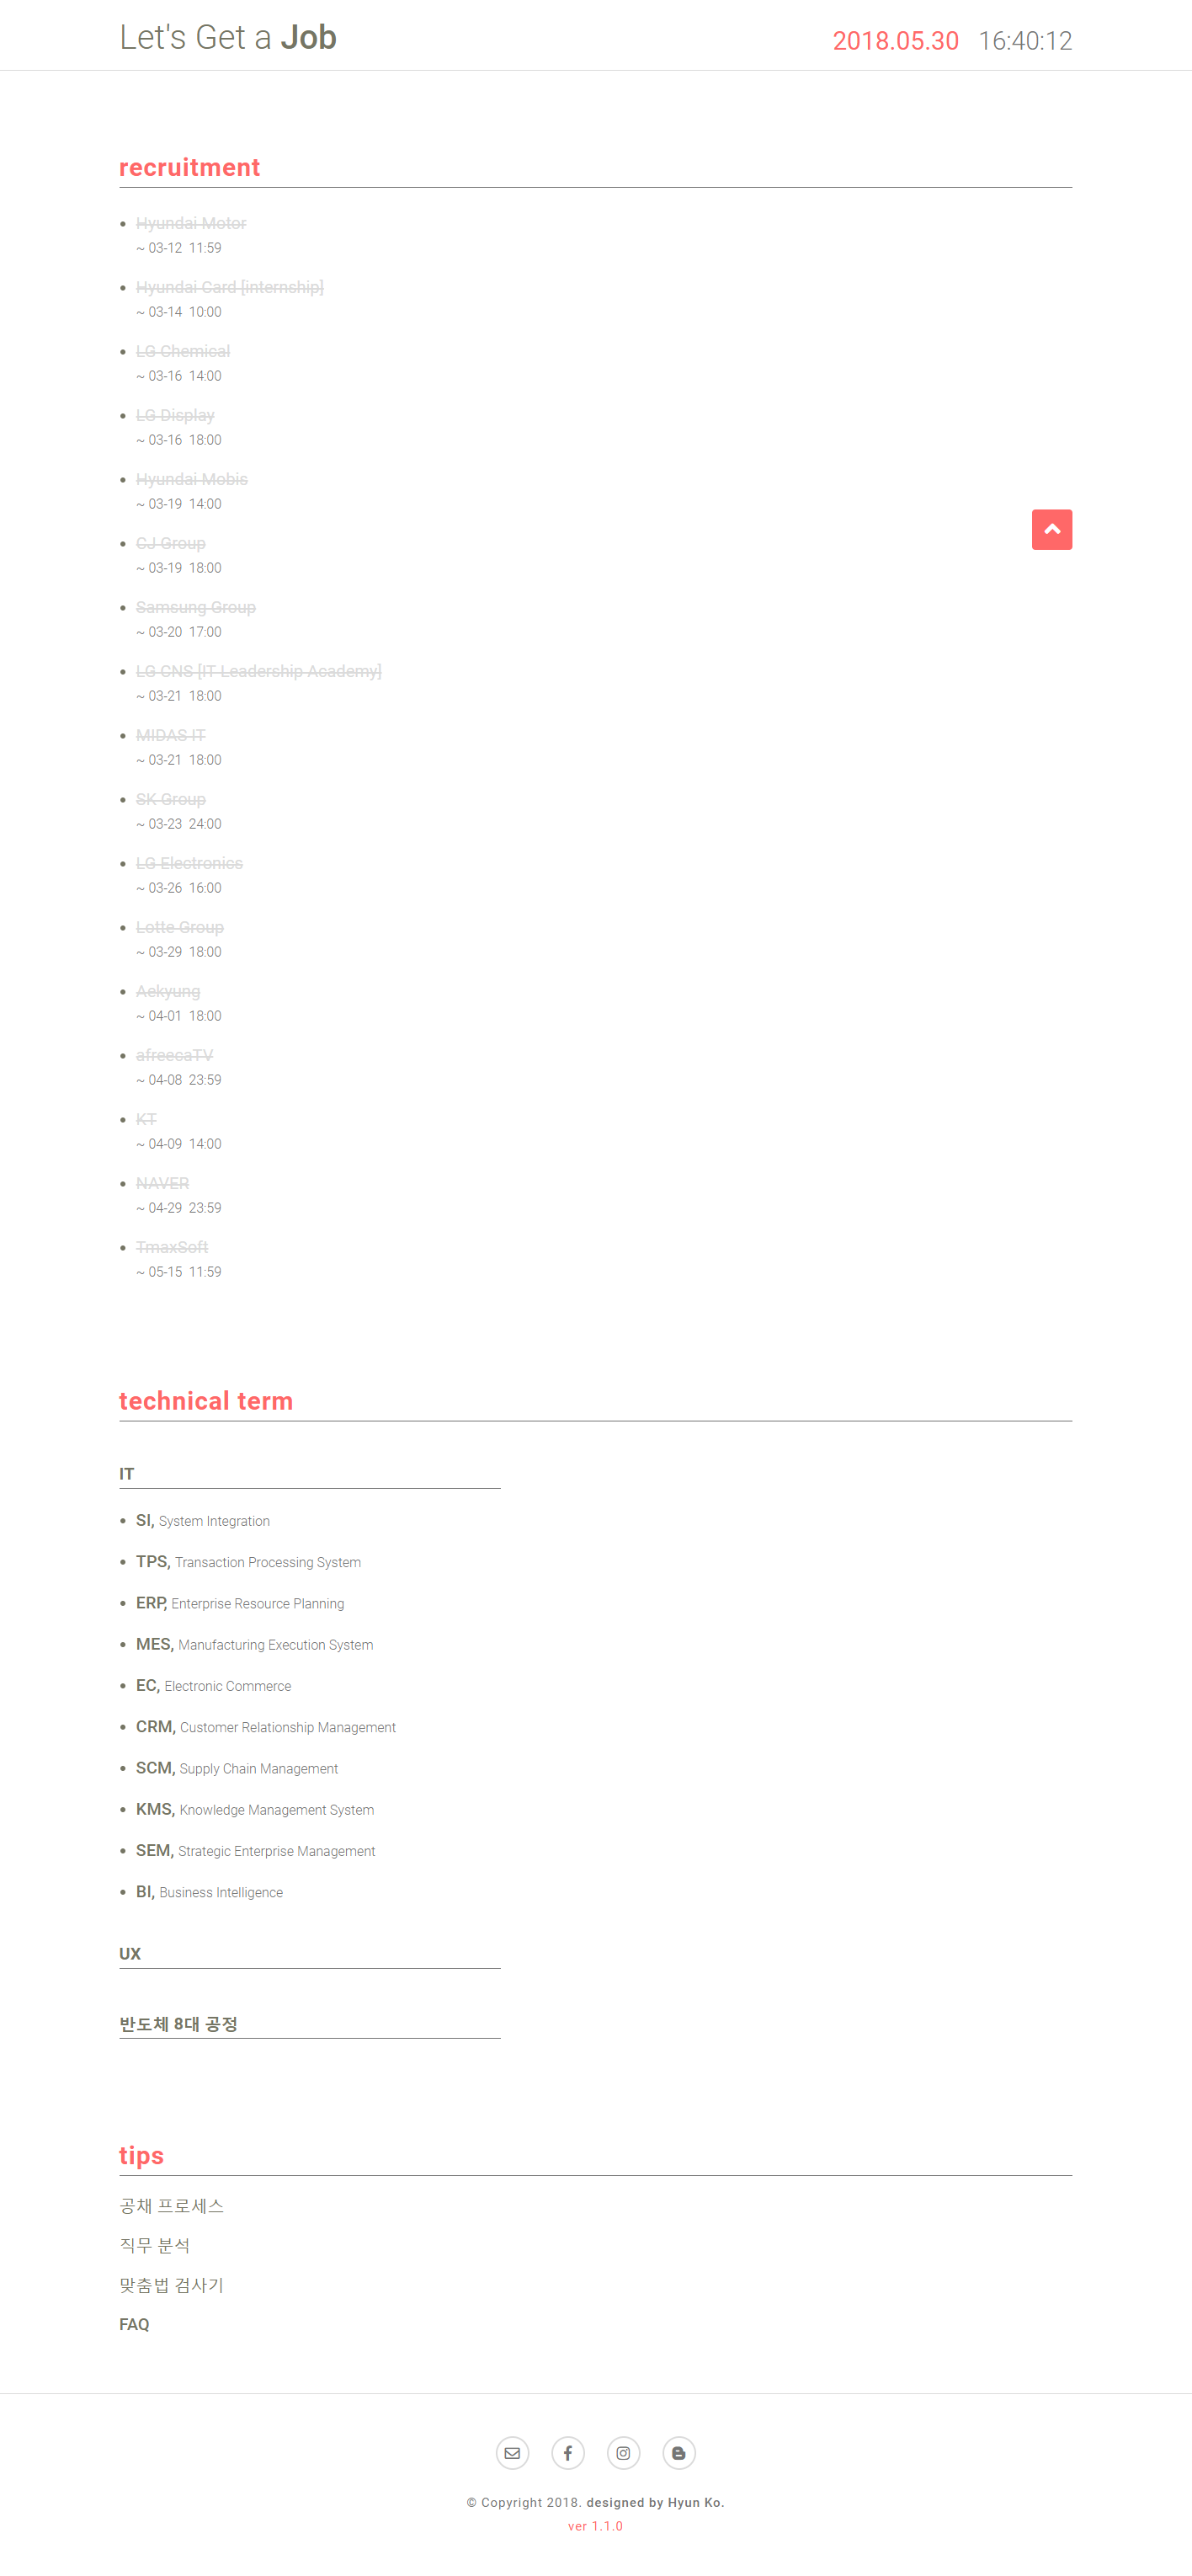 Let's Get a Job
2018.05.30 16:40:12
recruitment
Hyundai Motor
~ 03-12 11:59
Hyundai Card [internship]
~ 03-14 10:00
LG Chemical
~ 03-16 14:00
LG Display
~ 03-16 18:00
Hyundai Mobis
~ 03-19 14:00
CJ Group
~ 03-19 18:00
Samsung Group
~ 03-20 17:00
LG CNS [IT Leadership Academy]
~ 03-21 18:00
MIDAS IT
~ 03-21 18:00
SK Group
~ 03-23 24:00
LG Electronics
~ 03-26 16:00
Lotte Group
~ 03-29 18:00
Aekyung
~ 04-01 18:00
afreecaTV
~ 04-08 23:59
KT
~ 04-09 14:00
NAVER
~ 04-29 23:59
TmaxSoft
~ 05-15 11:59
technical term
IT
SI, System Integration
TPS, Transaction Processing System
ERP, Enterprise Resource Planning
MES, Manufacturing Execution System
EC, Electronic Commerce
CRM, Customer Relationship Management
SCM, Supply Chain Management
KMS, Knowledge Management System
SEM, Strategic Enterprise Management
BI, Business Intelligence
UX
반도체 8대 공정
tips
공채 프로세스
직무 분석
맞춤법 검사기
FAQ
© Copyright 2018. designed by Hyun Ko.
ver 1.1.0